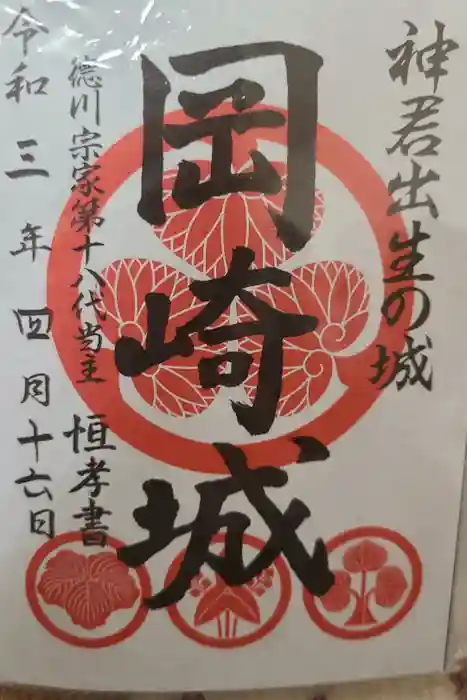 神君出生の城
岡崎城
徳川宗家第十八代当主 恒孝書
令和三年四月十六日